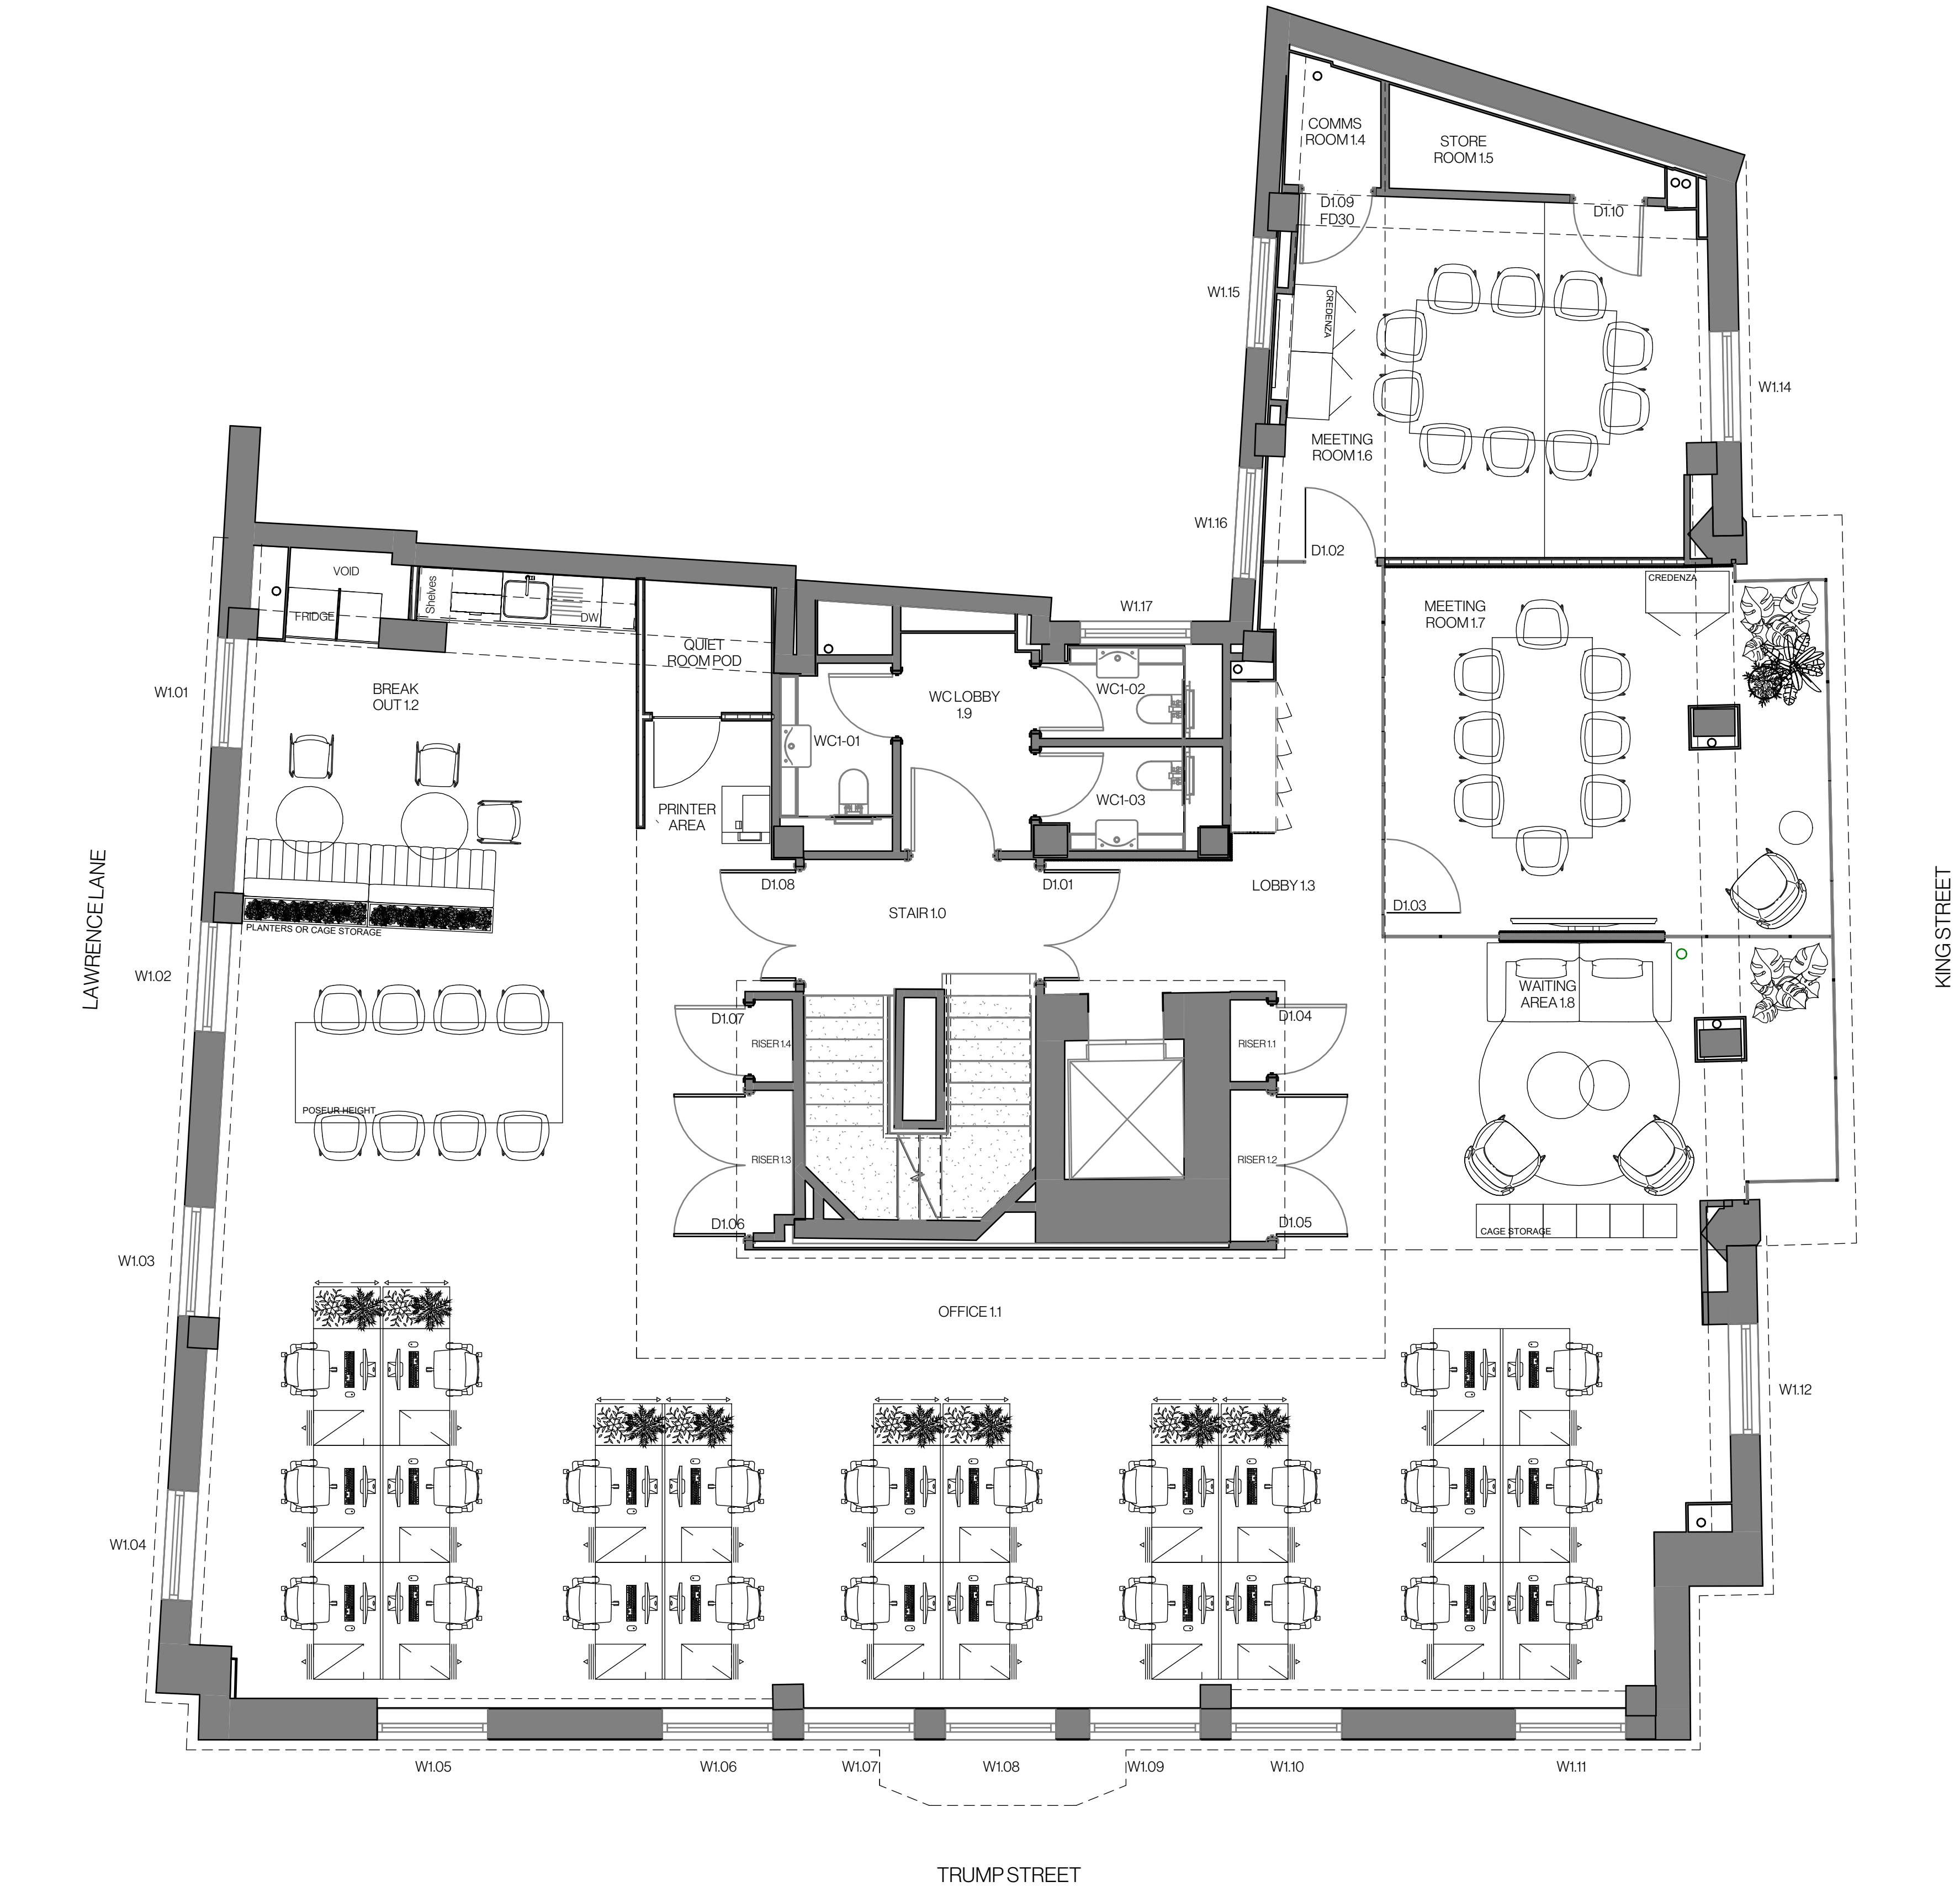 COMMS
ROOM 1.4
STORE
ROOM 1.5
D1.09
FD30
D1.10
W1.15
CREDENZA
W1.14
MEETING
ROOM 1.6
W1.16
D1.02
VOID
FRIDGE
Shelves
DW
W1.17
CREDENZA
MEETING
ROOM 1.7
QUIET
ROOM POD
W1.01
BREAK
OUT 1.2
WC LOBBY
1.9
WC1-02
WC1-01
PRINTER
AREA
WC1-03
D1.08
D1.01
LOBBY 1.3
D1.03
STAIR 1.0
LAWRENCE LANE
KING STREET
PLANTERS OR CAGE STORAGE
W1.02
WAITING
AREA 1.8
D1.07
D1.04
RISER 1.4
RISER 1.1
POSEUR HEIGHT
RISER 1.3
RISER 1.2
D1.06
D1.05
CAGE STORAGE
W1.03
OFFICE 1.1
W1.12
W1.04
W1.05
W1.06
W1.07
W1.08
W1.09
W1.10
W1.11
TRUMP STREET